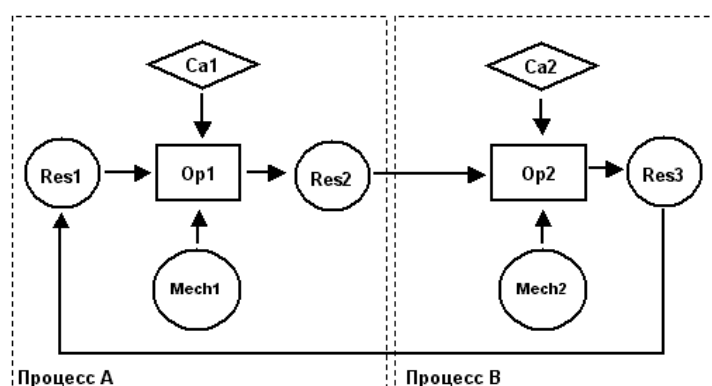 Ca1
Ca2
Res1
Op1
Res2
Op2
Res3
Mech1
Mech2
Процесс А
Процесс В